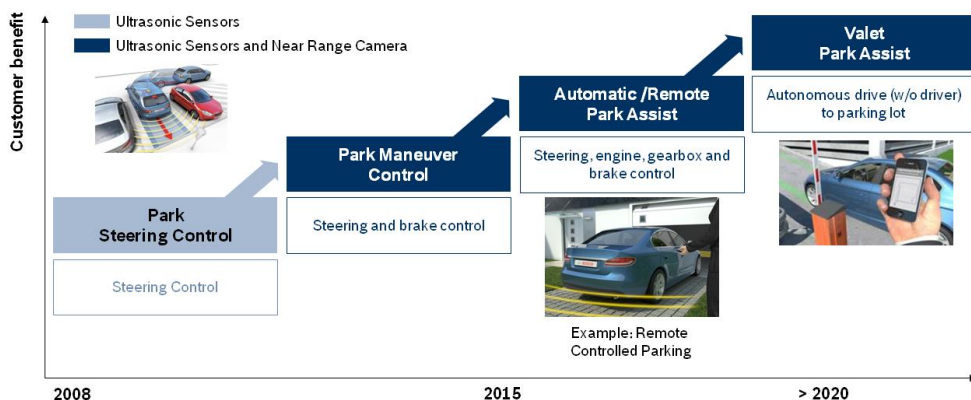 Ultrasonic Sensors
Ultrasonic Sensors and Near Range Camera
Customer benefit
Valet
Park Assist
Autonomous drive (w/o driver)
to parking lot
Automatic /Remote
Park Assist
Steering, engine, gearbox and
brake control
Example: Remote
Controlled Parking
Park Maneuver
Control
Steering and brake control
Park
Steering Control
Steering Control
2008
2015
> 2020